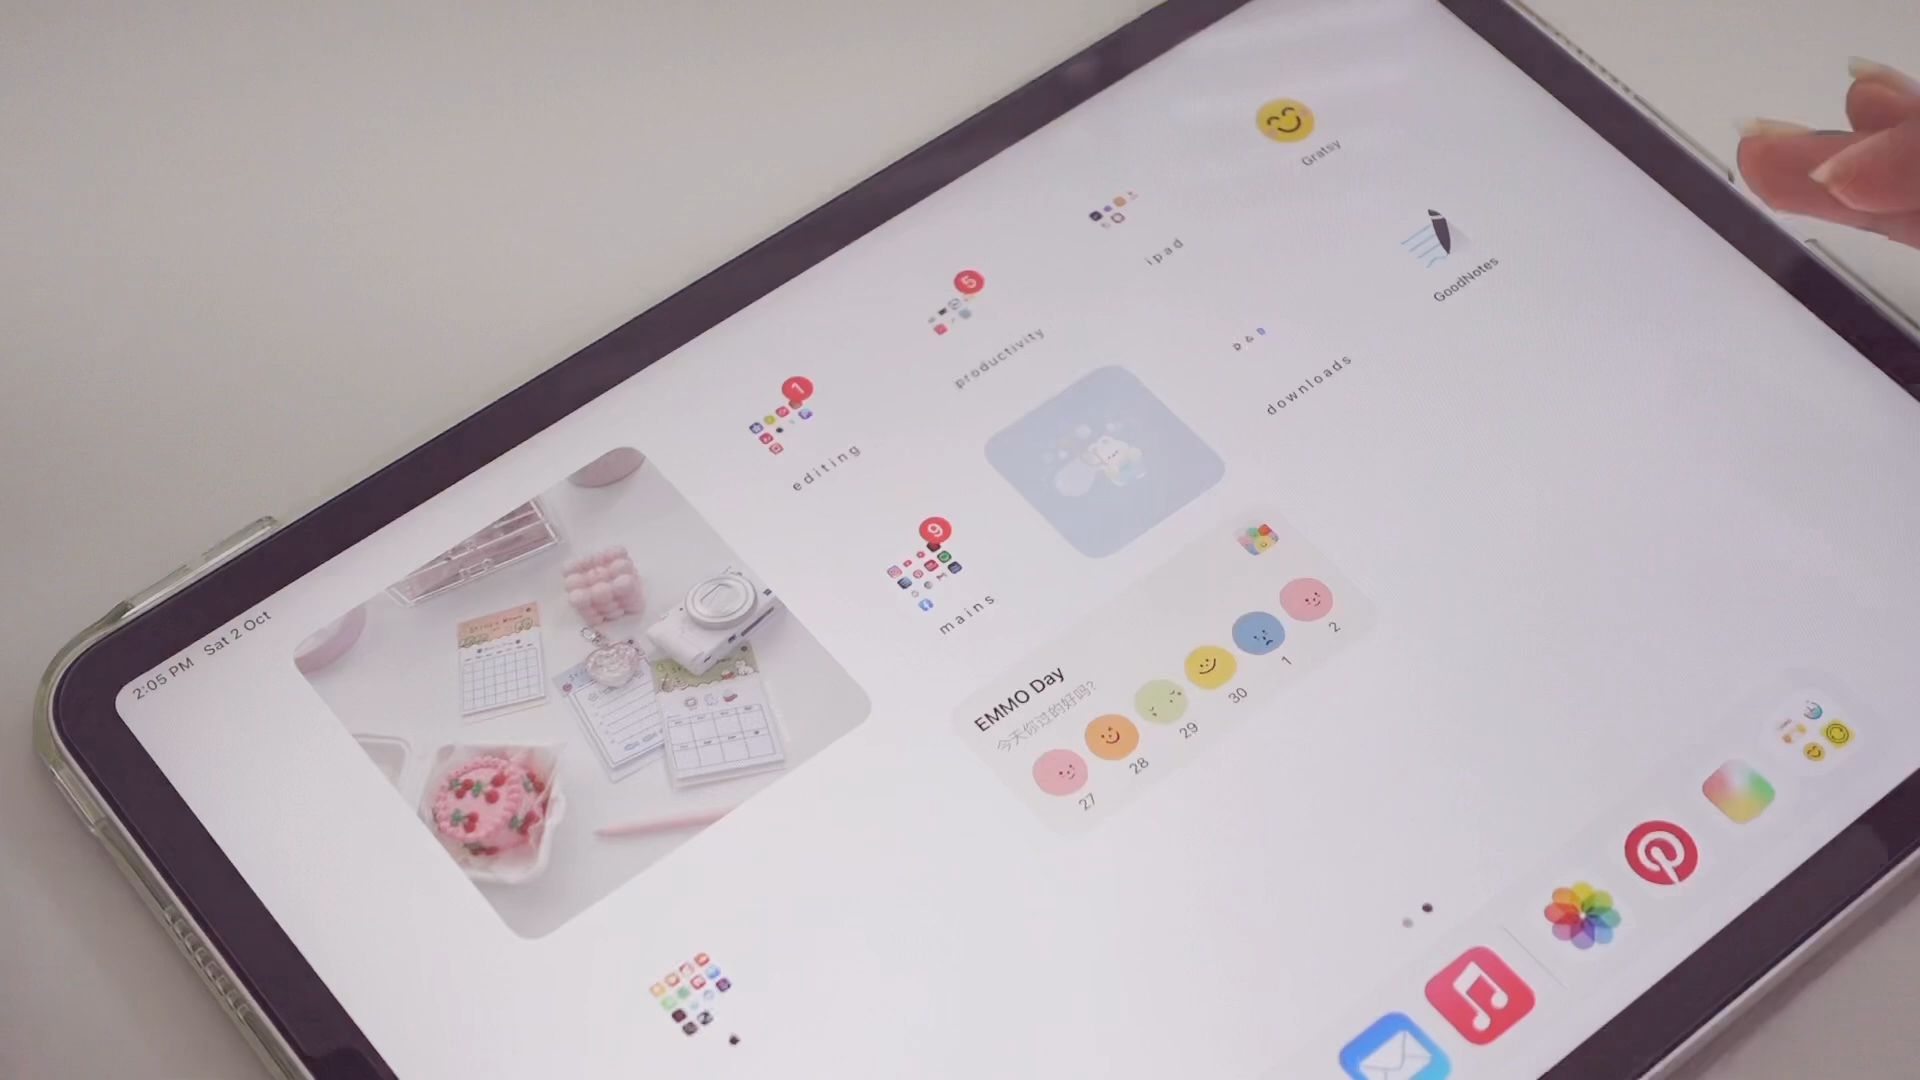 2:05 PM Sat 2 Oct
Gratsy
ipad
5
productivity
1
editing
GoodNotes
downloads
9
mains
EMMO Day
今天你过的好吗?
27 28 29 30 1 2